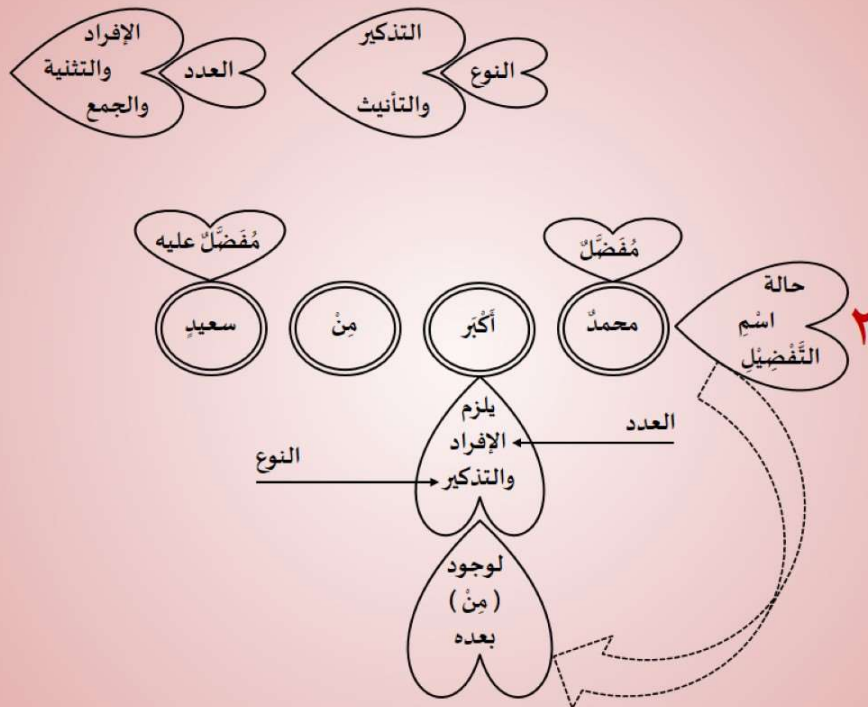 النوع
التذكير
والتأنيث
العدد
الإفراد
والتثنية
والجمع
٢
حالة
اسْمِ
التَّفْضِيْلِ
مُفَضَّلٌ
مُفَضَّلٌ عليه
محمدٌ
أَكْبَر
مِنْ
سعيدٍ
يلزم
الإفراد
والتذكير
العدد
النوع
لوجود
( مِنْ )
بعده